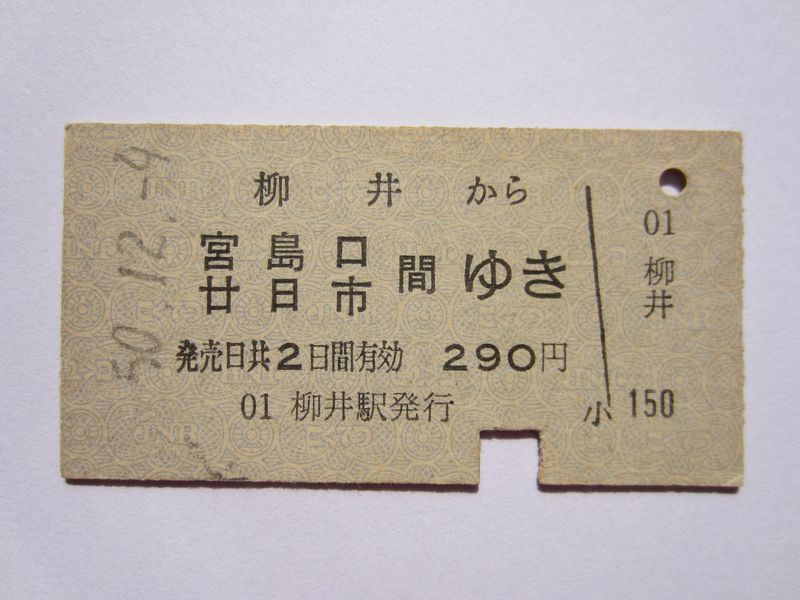 50.12.-9
柳井から
宮島口
廿日市
間ゆき
発売日共2日間有効 290円
01 柳井駅発行
01
柳井
小 150